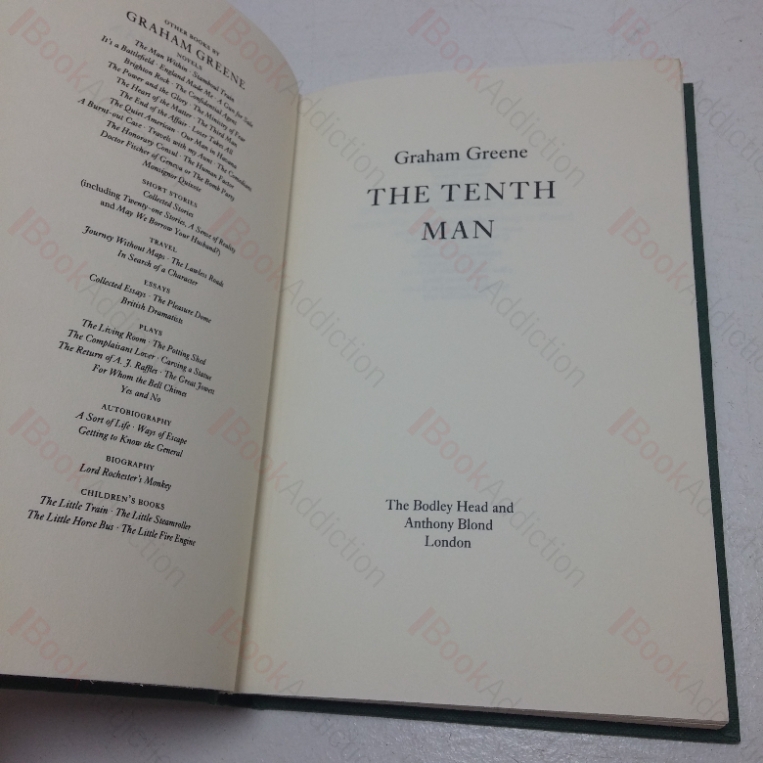 OTHER BOOKS BY
GRAHAM GREENE
NOVELS
The Man Within · Stamboul Train
It's a Battlefield · England Made Me · A Gun for Sale
Brighton Rock · The Confidential Agent
The Power and the Glory · The Ministry of Fear
The Heart of the Matter · The Third Man
The End of the Affair · Loser Takes All
The Quiet American · Our Man in Havana
A Burnt-out Case · Travels with my Aunt · The Comedians
The Honorary Consul · The Human Factor
Doctor Fischer of Geneva or The Bomb Party
Monsignor Quixote
SHORT STORIES
Collected Stories
(including Twenty-one Stories, A Sense of Reality
and May We Borrow Your Husband?)
TRAVEL
Journey Without Maps · The Lawless Roads
In Search of a Character
ESSAYS
Collected Essays · The Pleasure Dome
British Dramatists
PLAYS
The Living Room · The Potting Shed
The Complaisant Lover · Carving a Statue
The Return of A. J. Raffles · The Great Jowett
For Whom the Bell Chimes
Yes and No
AUTOBIOGRAPHY
A Sort of Life · Ways of Escape
Getting to Know the General
BIOGRAPHY
Lord Rochester's Monkey
CHILDREN'S BOOKS
The Little Train · The Little Steamroller
The Little Horse Bus · The Little Fire Engine
Graham Greene
THE TENTH
MAN
The Bodley Head and
Anthony Blond
London
BookAddiction